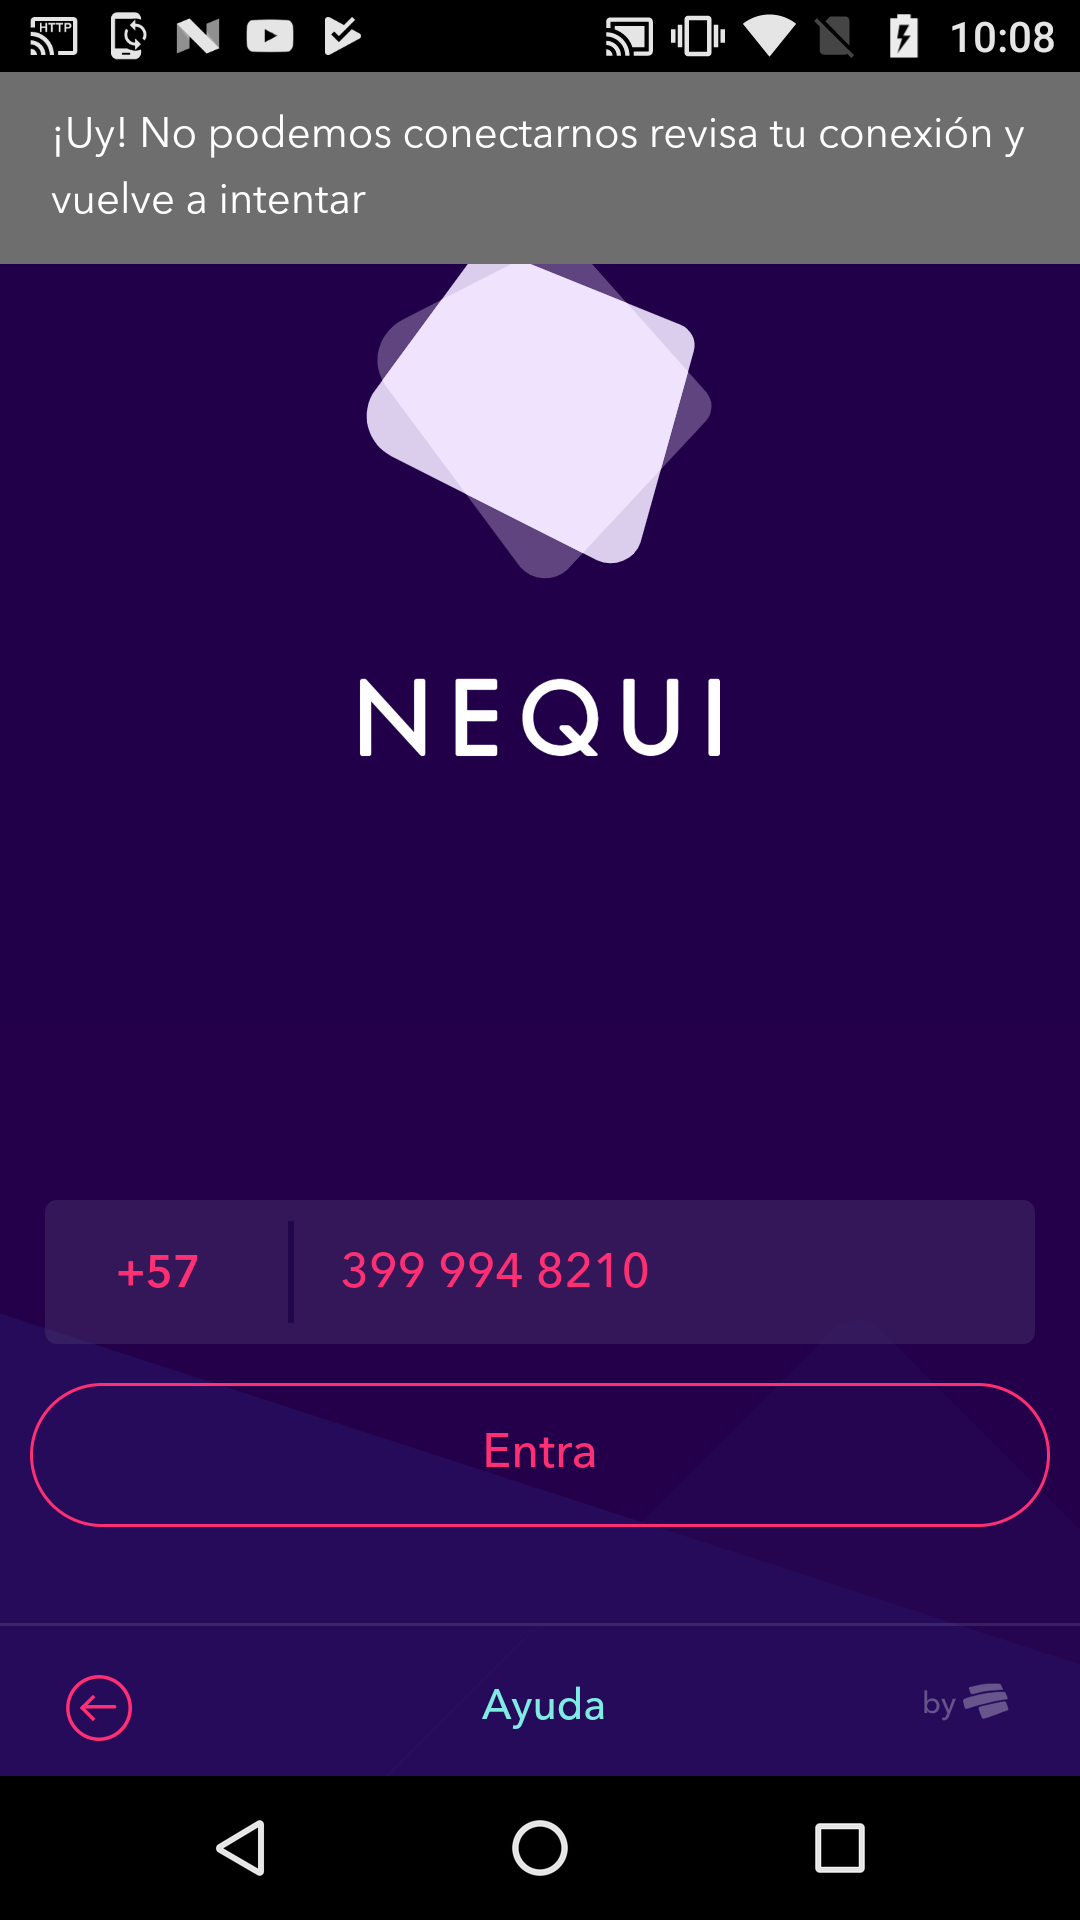 HTTP
10:08
¡Uy! No podemos conectarnos revisa tu conexión y
vuelve a intentar
NEQUI
+57
399 994 8210
Entra
Ayuda
by